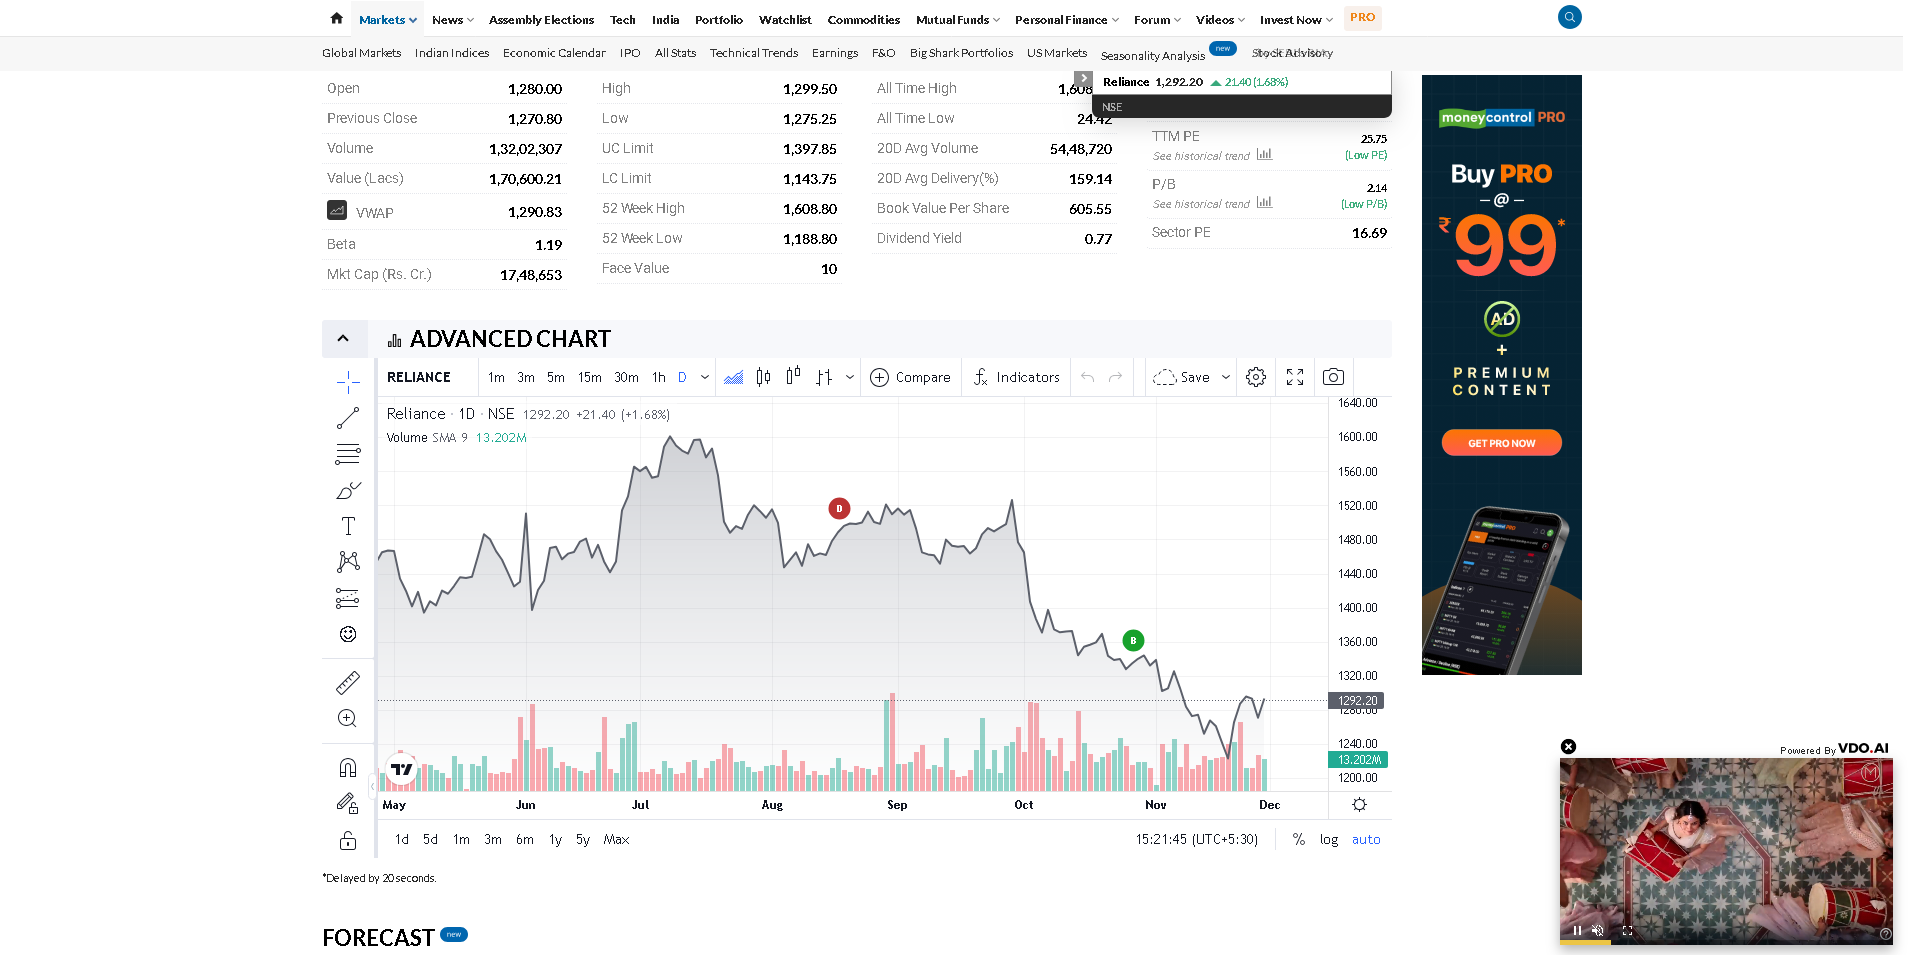 Markets News Assembly Elections Tech India Portfolio Watchlist Commodities Mutual Funds Personal Finance Forum Videos Invest Now PRO
Global Markets Indian Indices Economic Calendar IPO All Stats Technical Trends Earnings F&O Big Shark Portfolios US Markets Seasonality Analysis new Stock Advisory
Reliance 1,292.20 21.40 (1.68%)
NSE
Open 1,280.00
Previous Close 1,270.80
Volume 1,32,02,307
Value (Lacs) 1,70,600.21
VWAP 1,290.83
Beta 1.19
Mkt Cap (Rs. Cr.) 17,48,653
High 1,299.50
Low 1,275.25
UC Limit 1,397.85
LC Limit 1,143.75
52 Week High 1,608.80
52 Week Low 1,188.80
Face Value 10
All Time High 1,608
All Time Low 24.42
20D Avg Volume 54,48,720
20D Avg Delivery(%) 159.14
Book Value Per Share 605.55
Dividend Yield 0.77
TTM PE 25.75
See historical trend (Low PE)
P/B 2.14
See historical trend (Low P/B)
Sector PE 16.69
ADVANCED CHART
RELIANCE 1m 3m 5m 15m 30m 1h D Compare Indicators Save
Reliance · 1D · NSE 1292.20 +21.40 (+1.68%)
Volume SMA 9 13.202M
1640.00
1600.00
1560.00
1520.00
1480.00
1440.00
1400.00
1360.00
1320.00
1292.20
1280.00
1240.00
13.202M
1200.00
D
B
May Jun Jul Aug Sep Oct Nov Dec
1d 5d 1m 3m 6m 1y 5y Max 15:21:45 (UTC+5:30) % log auto
*Delayed by 20 seconds.
FORECAST new
moneycontrol PRO
Buy PRO
@
₹99*
AD
+
PREMIUM
CONTENT
GET PRO NOW
Powered By VDO.AI